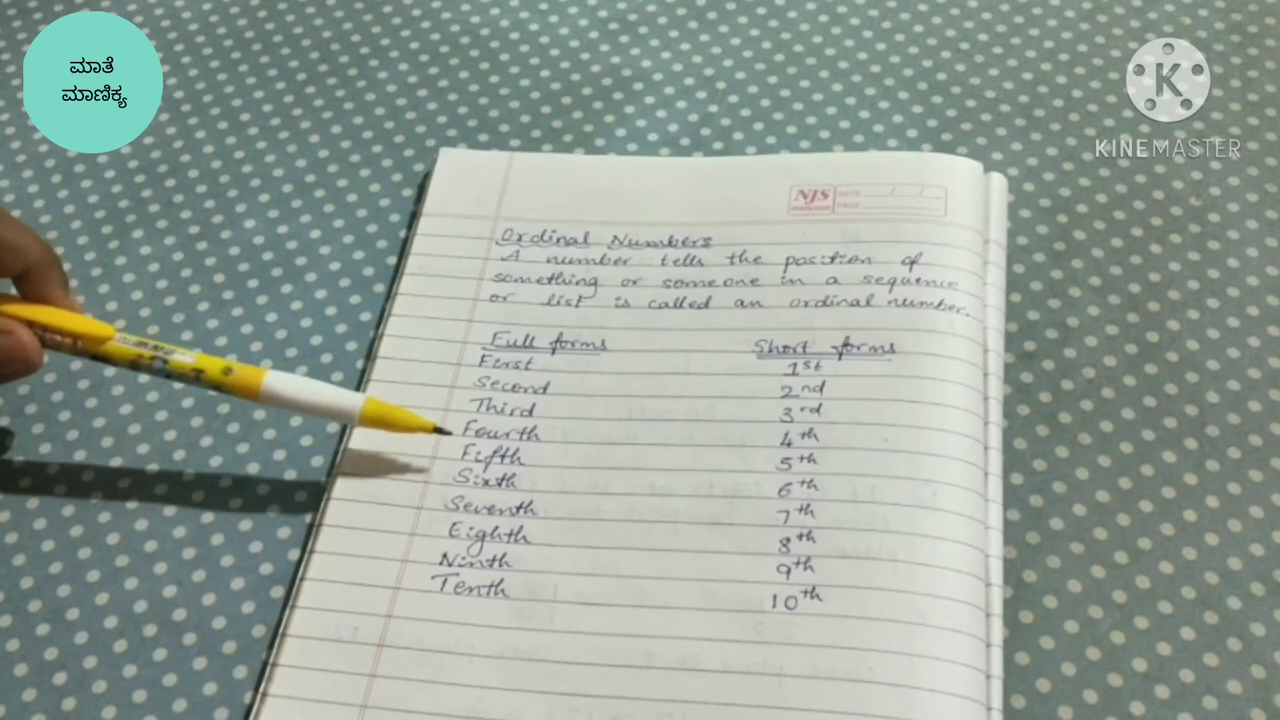 ಮಾತೆ
ಮಾಣಿಕ್ಯ
K
KINEMASTER
NJS
DATE
PAGE
Ordinal Numbers
A number tells the position of
something or someone in a sequence
or list is called an ordinal number.
Full forms Short forms
First 1st
Second 2nd
Third 3rd
Fourth 4th
Fifth 5th
Sixth 6th
Seventh 7th
Eighth 8th
Ninth 9th
Tenth 10th